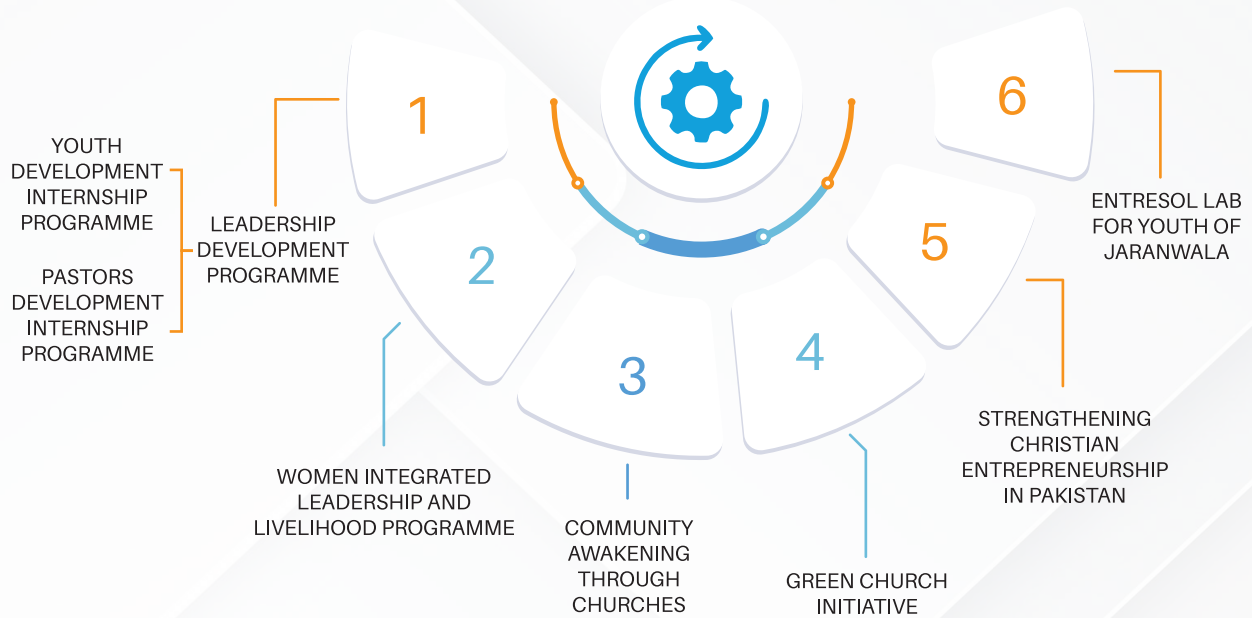 1
YOUTH
DEVELOPMENT
INTERNSHIP
PROGRAMME
PASTORS
DEVELOPMENT
INTERNSHIP
PROGRAMME
LEADERSHIP
DEVELOPMENT
PROGRAMME
2
WOMEN INTEGRATED
LEADERSHIP AND
LIVELIHOOD PROGRAMME
3
COMMUNITY
AWAKENING
THROUGH
CHURCHES
4
GREEN CHURCH
INITIATIVE
5
STRENGTHENING
CHRISTIAN
ENTREPRENEURSHIP
IN PAKISTAN
6
ENTRESOL LAB
FOR YOUTH OF
JARANWALA